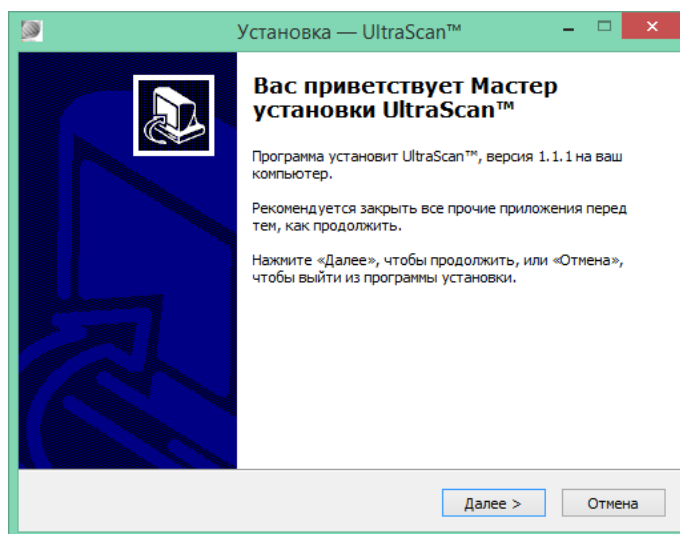 Установка — UltraScan™
Вас приветствует Мастер
установки UltraScan™
Программа установит UltraScan™, версия 1.1.1 на ваш
компьютер.
Рекомендуется закрыть все прочие приложения перед
тем, как продолжить.
Нажмите «Далее», чтобы продолжить, или «Отмена»,
чтобы выйти из программы установки.
Далее >
Отмена